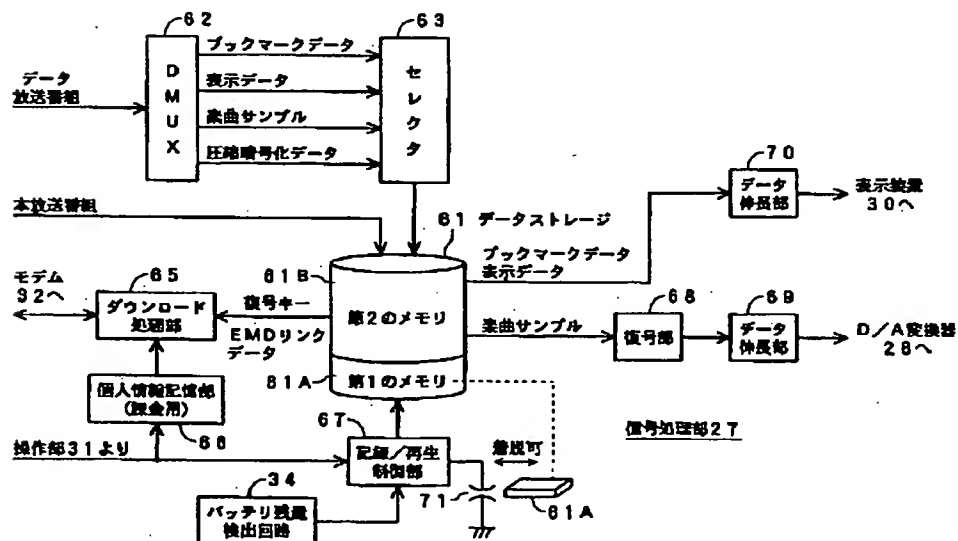 62
63
データ
放送番組
DMUX
ブックマークデータ
表示データ
楽曲サンプル
圧縮暗号化データ
セレクタ
70
データ
伸長部
表示装置
30へ
本放送番組
61 データストレージ
ブックマークデータ
表示データ
61B
モデム
32へ
65
ダウンロード
処理部
復号キー
EMDリンク
データ
第2のメモリ
楽曲サンプル
68
復号部
69
データ
伸長部
D/A変換器
28へ
61A
第1のメモリ
個人情報記憶部
(課金用)
66
信号処理部27
操作部31より
67
記録/再生
制御部
着脱可
71
61A
34
バッテリ残量
検出回路